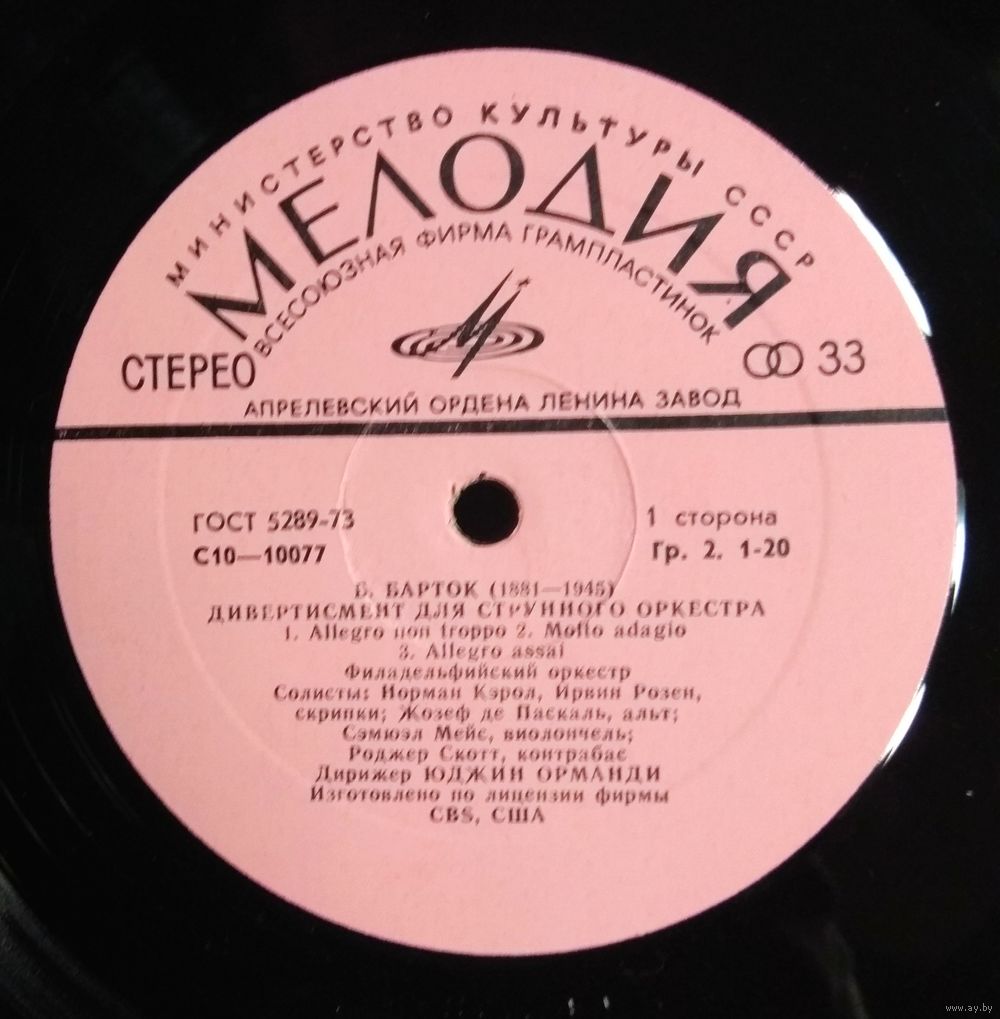 МИНИСТЕРСТВО КУЛЬТУРЫ СССР
МЕЛОДИЯ
ВСЕСОЮЗНАЯ ФИРМА ГРАМПЛАСТИНОК
СТЕРЕО
33
АПРЕЛЕВСКИЙ ОРДЕНА ЛЕНИНА ЗАВОД
ГОСТ 5289-73
1 сторона
С10—10077
Гр. 2. 1-20
Б. БАРТОК (1881—1945)
ДИВЕРТИСМЕНТ ДЛЯ СТРУННОГО ОРКЕСТРА
1. Allegro non troppo 2. Molto adagio
3. Allegro assai
Филадельфийский оркестр
Солисты: Норман Кэрол, Ирвин Розен,
скрипки; Жозеф де Паскаль, альт;
Сэмюэл Мейс, виолончель;
Роджер Скотт, контрабас
Дирижер ЮДЖИН ОРМАНДИ
Изготовлено по лицензии фирмы
CBS, США
www.ay.by